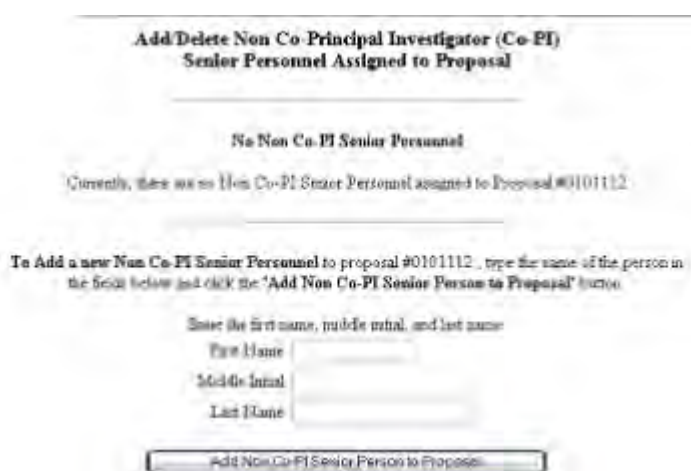 Add/Delete Non Co-Principal Investigator (Co-PI)
Senior Personnel Assigned to Proposal
No Non Co-PI Senior Personnel
Currently, there are no Non Co-PI Senior Personnel assigned to Proposal #0101112
To Add a new Non Co-PI Senior Personnel to proposal #0101112 , type the name of the person in
the fields below and click the "Add Non Co-PI Senior Person to Proposal" button
Enter the first name, middle initial, and last name
First Name
Middle Initial
Last Name
Add Non Co-PI Senior Person to Proposal